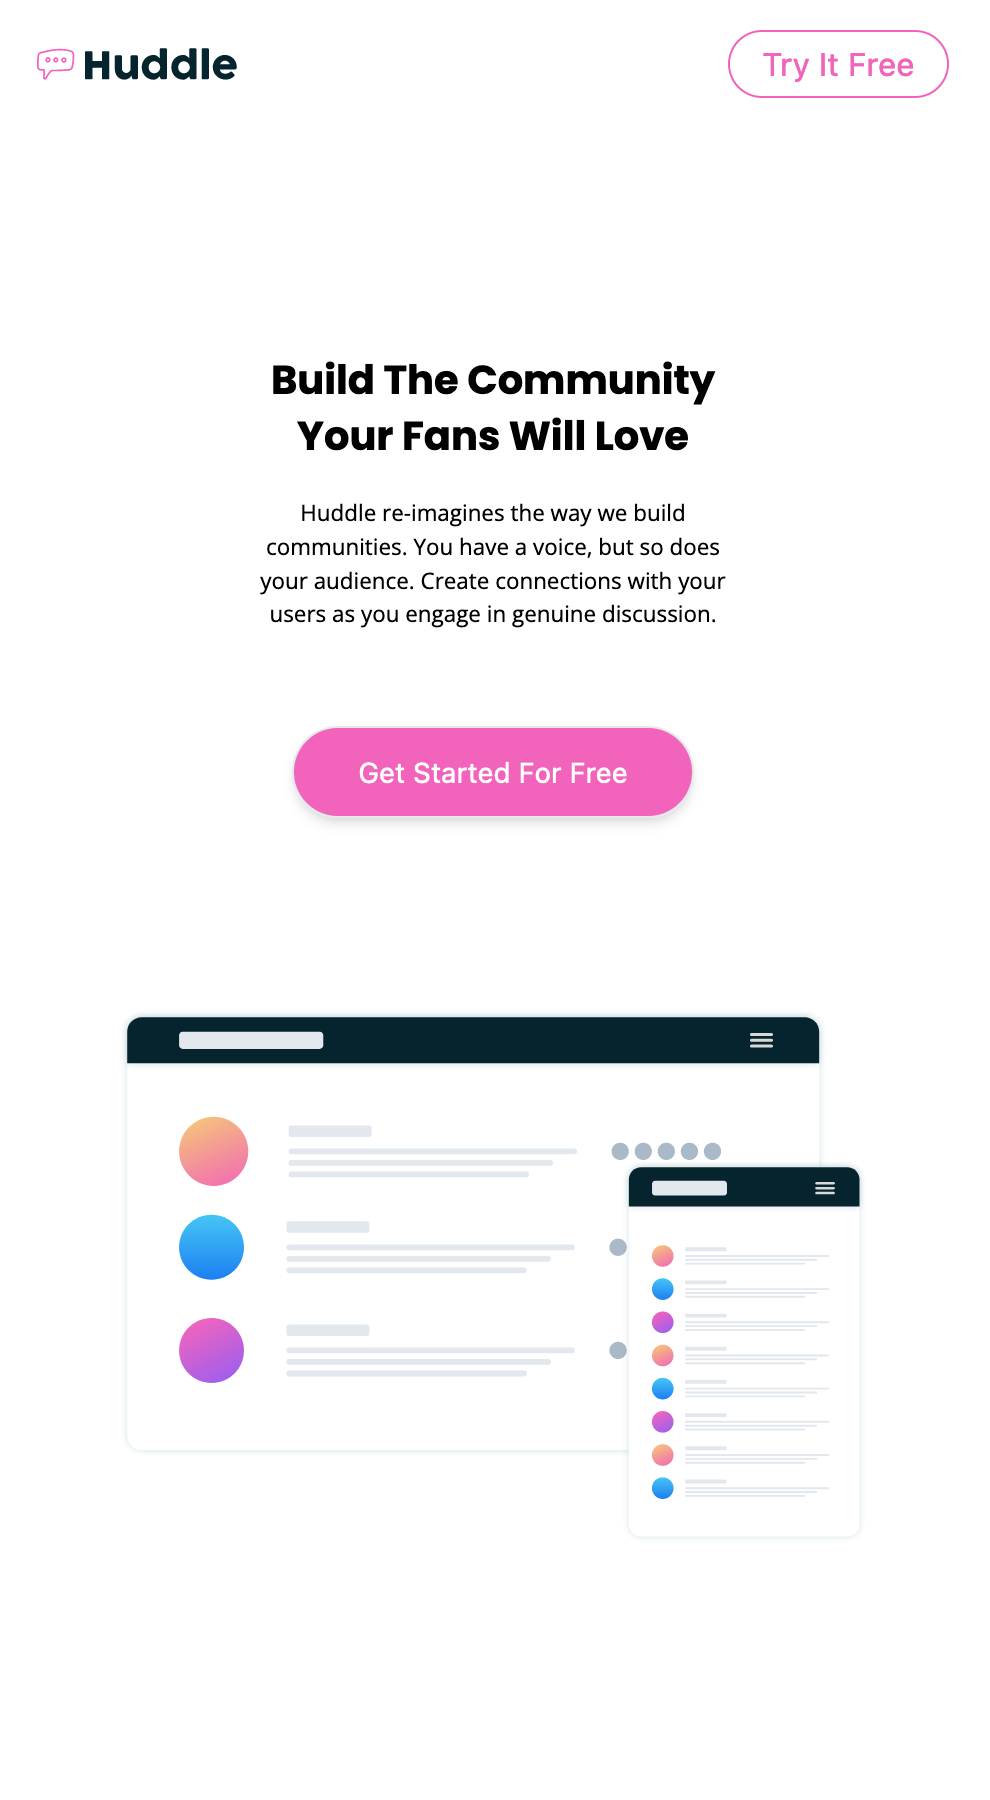 Huddle
Try It Free
Build The Community
Your Fans Will Love
Huddle re-imagines the way we build
communities. You have a voice, but so does
your audience. Create connections with your
users as you engage in genuine discussion.
Get Started For Free